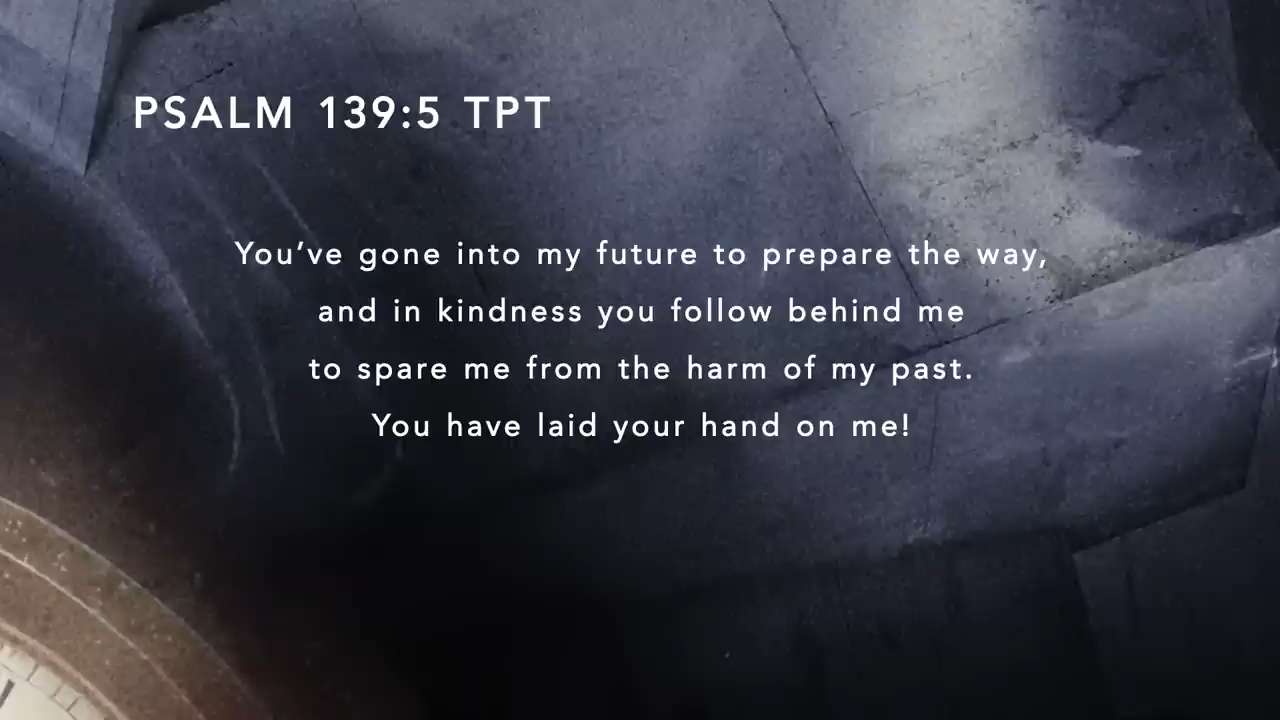 PSALM 139:5 TPT
You’ve gone into my future to prepare the way,
and in kindness you follow behind me
to spare me from the harm of my past.
You have laid your hand on me!